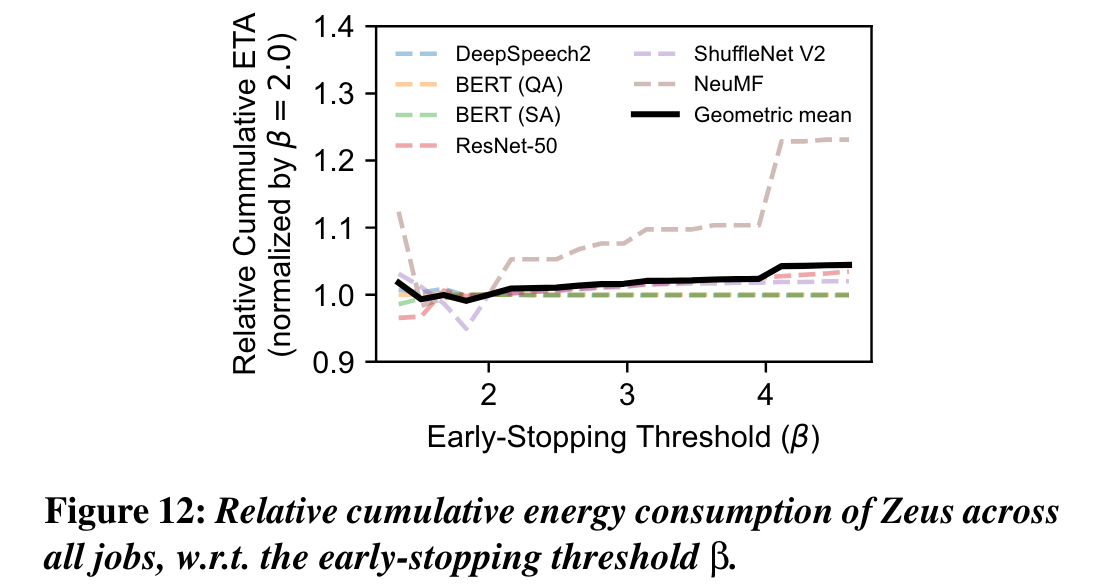 Relative Cummulative ETA
(normalized by β = 2.0)
1.4
1.3
1.2
1.1
1.0
0.9
DeepSpeech2
BERT (QA)
BERT (SA)
ResNet-50
ShuffleNet V2
NeuMF
Geometric mean
2
3
4
Early-Stopping Threshold (β)
Figure 12: Relative cumulative energy consumption of Zeus across
all jobs, w.r.t. the early-stopping threshold β.